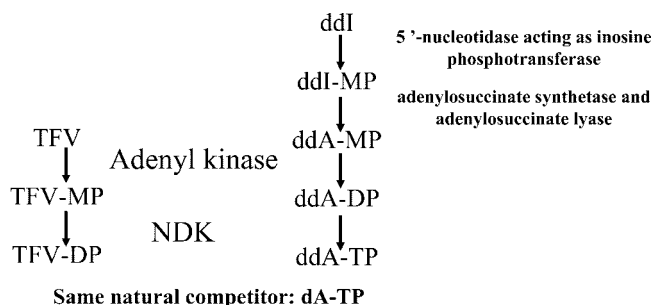 ddI
5 ’-nucleotidase acting as inosine
phosphotransferase
ddI-MP
adenylosuccinate synthetase and
adenylosuccinate lyase
TFV
ddA-MP
Adenyl kinase
TFV-MP
ddA-DP
NDK
TFV-DP
ddA-TP
Same natural competitor: dA-TP